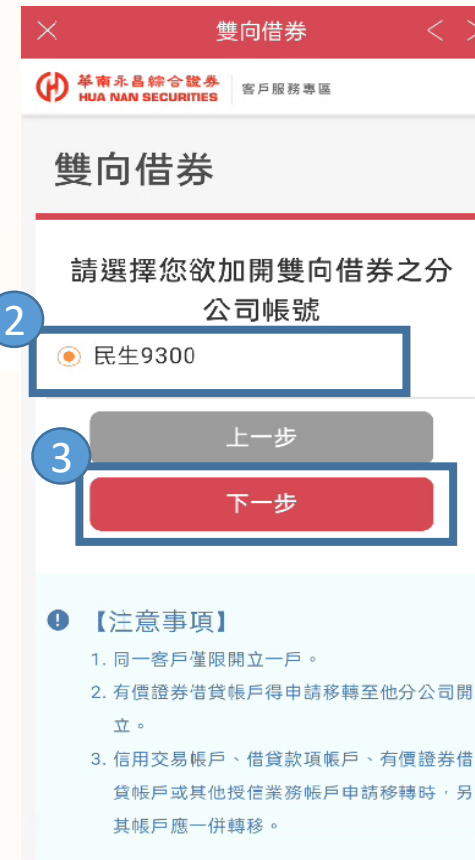 雙向借券
華南永昌綜合證券
HUA NAN SECURITIES
客戶服務專區
雙向借券
請選擇您欲加開雙向借券之分
公司帳號
2
民生9300
上一步
3
下一步
【注意事項】
1. 同一客戶僅限開立一戶。
2. 有價證券借貸帳戶得申請移轉至他分公司開
立。
3. 信用交易帳戶、借貸款項帳戶、有價證券借
貸帳戶或其他授信業務帳戶申請移轉時，另
其帳戶應一併轉移。